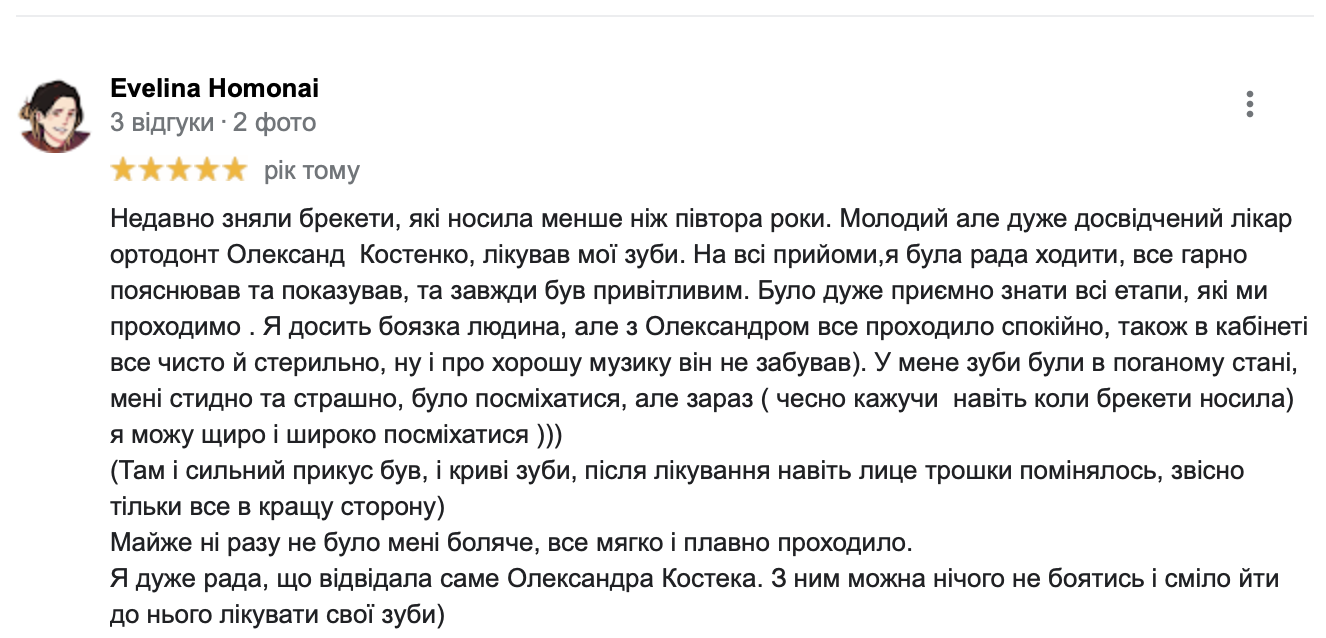 Evelina Homonai
3 відгуки · 2 фото
рік тому
Недавно зняли брекети, які носила менше ніж півтора роки. Молодий але дуже досвідчений лікар
ортодонт Олександ  Костенко, лікував мої зуби. На всі прийоми,я була рада ходити, все гарно
пояснював та показував, та завжди був привітливим. Було дуже приємно знати всі етапи, які ми
проходимо . Я досить боязка людина, але з Олександром все проходило спокійно, також в кабінеті
все чисто й стерильно, ну і про хорошу музику він не забував). У мене зуби були в поганому стані,
мені стидно та страшно, було посміхатися, але зараз ( чесно кажучи  навіть коли брекети носила)
я можу щиро і широко посміхатися )))
(Там і сильний прикус був, і криві зуби, після лікування навіть лице трошки помінялось, звісно
тільки все в кращу сторону)
Майже ні разу не було мені боляче, все мягко і плавно проходило.
Я дуже рада, що відвідала саме Олександра Костека. З ним можна нічого не боятись і сміло йти
до нього лікувати свої зуби)